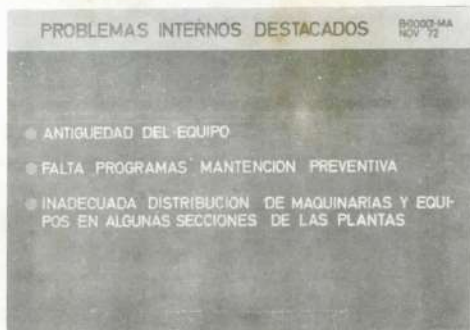 PROBLEMAS INTERNOS DESTACADOS
NOV 72
ANTIGUEDAD DEL EQUIPO
FALTA PROGRAMAS MANTENCION PREVENTIVA
INADECUADA DISTRIBUCION DE MAQUINARIAS Y EQUI-
POS EN ALGUNAS SECCIONES DE LAS PLANTAS